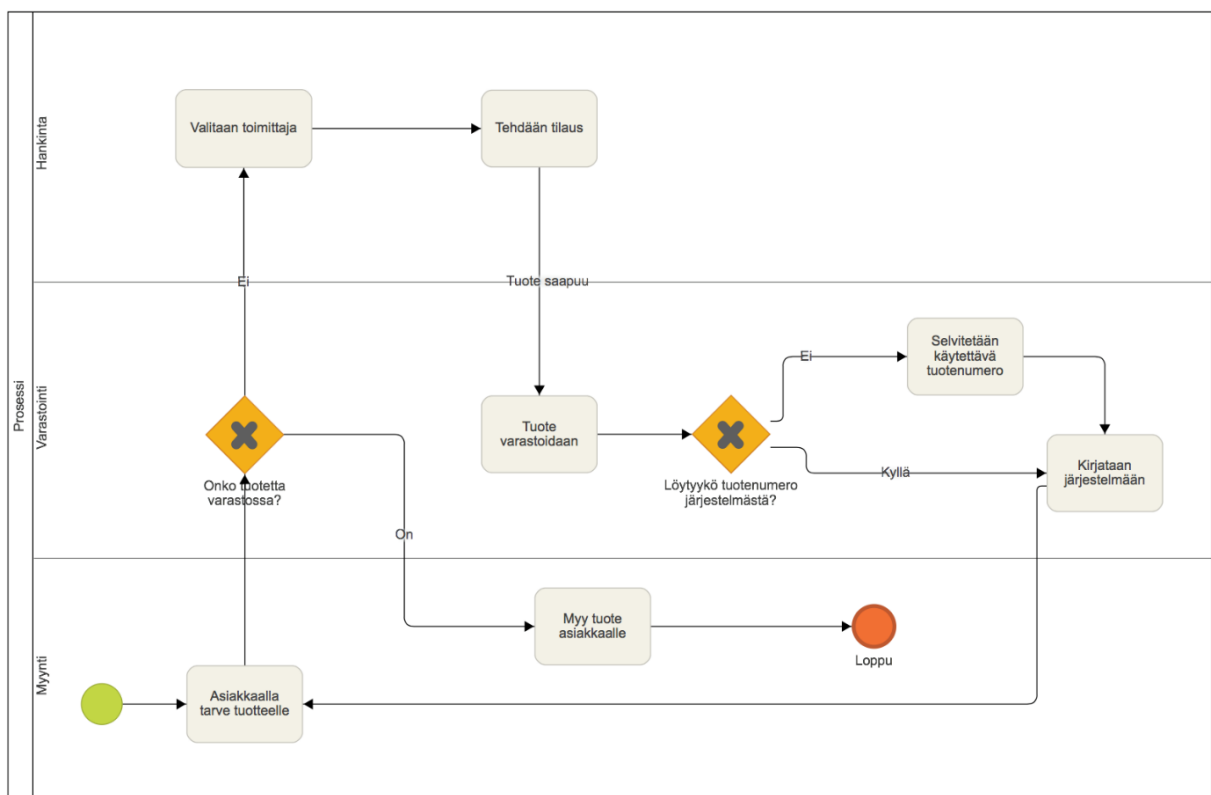 Prosessi
Hankinta
Valitaan toimittaja
Tehdään tilaus
Ei
Tuote saapuu
Varastointi
Onko tuotetta
varastossa?
On
Tuote
varastoidaan
Löytyykö tuotenumero
järjestelmästä?
Ei
Selvitetään
käytettävä
tuotenumero
Kyllä
Kirjataan
järjestelmään
Myynti
Asiakkaalla
tarve tuotteelle
Myy tuote
asiakkaalle
Loppu